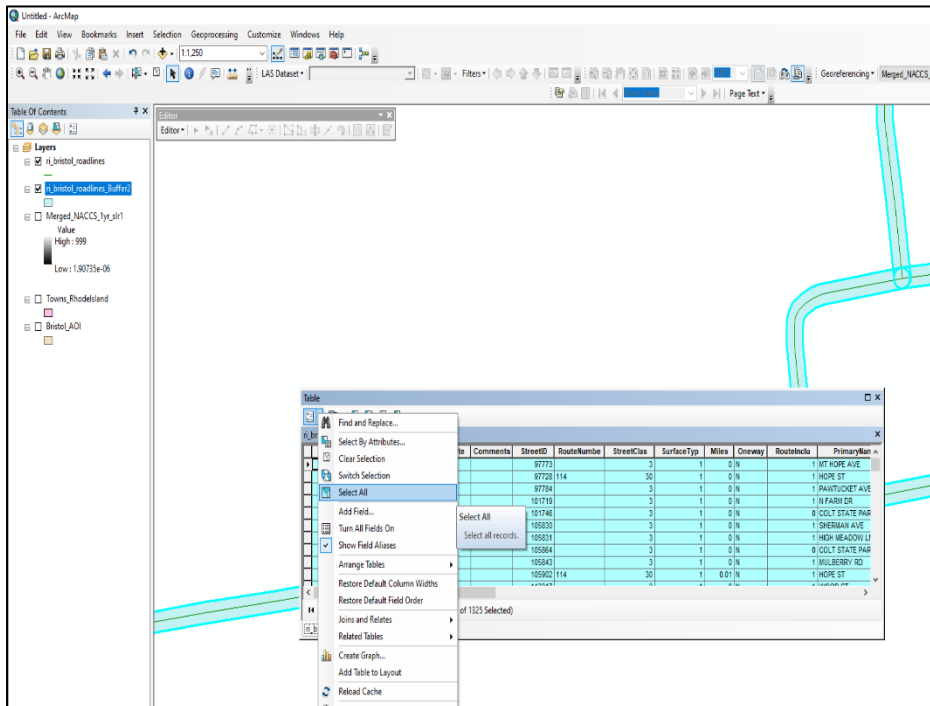 Untitled - ArcMap
File Edit View Bookmarks Insert Selection Geoprocessing Customize Windows Help
1:1,250
LAS Dataset Filters Georeferencing Merged_NACCS_
Page Text
Table Of Contents
Editor
Editor
Layers
ri_bristol_roadlines
ri_bristol_roadlines_Buffer2
Merged_NACCS_1yr_slr1
Value
High : 999
Low : 1.90735e-06
Towns_RhodeIsland
Bristol_AOI
Table
ri_br
Find and Replace...
Select By Attributes...
Clear Selection
Switch Selection
Select All
Add Field...
Turn All Fields On
Show Field Aliases
Arrange Tables
Restore Default Column Widths
Restore Default Field Order
Joins and Relates
Related Tables
Create Graph...
Add Table to Layout
Reload Cache
Select All
Select all records.
te Comments StreetID RouteNumbe StreetClas SurfaceTyp Miles Oneway RouteInclu PrimaryNam
97773 3 1 0 N 1 MT HOPE AVE
97728 114 30 1 0 N 1 HOPE ST
97784 3 1 0 N 1 PAWTUCKET AVE
101719 3 1 0 N 1 N FARM DR
101746 3 1 0 N 0 COLT STATE PAR
105830 3 1 0 N 1 SHERMAN AVE
105831 3 1 0 N 1 HIGH MEADOW LN
105864 3 1 0 N 0 COLT STATE PAR
105843 3 1 0 N 1 MULBERRY RD
105902 114 30 1 0.01 N 1 HOPE ST
of 1325 Selected)
ri_b